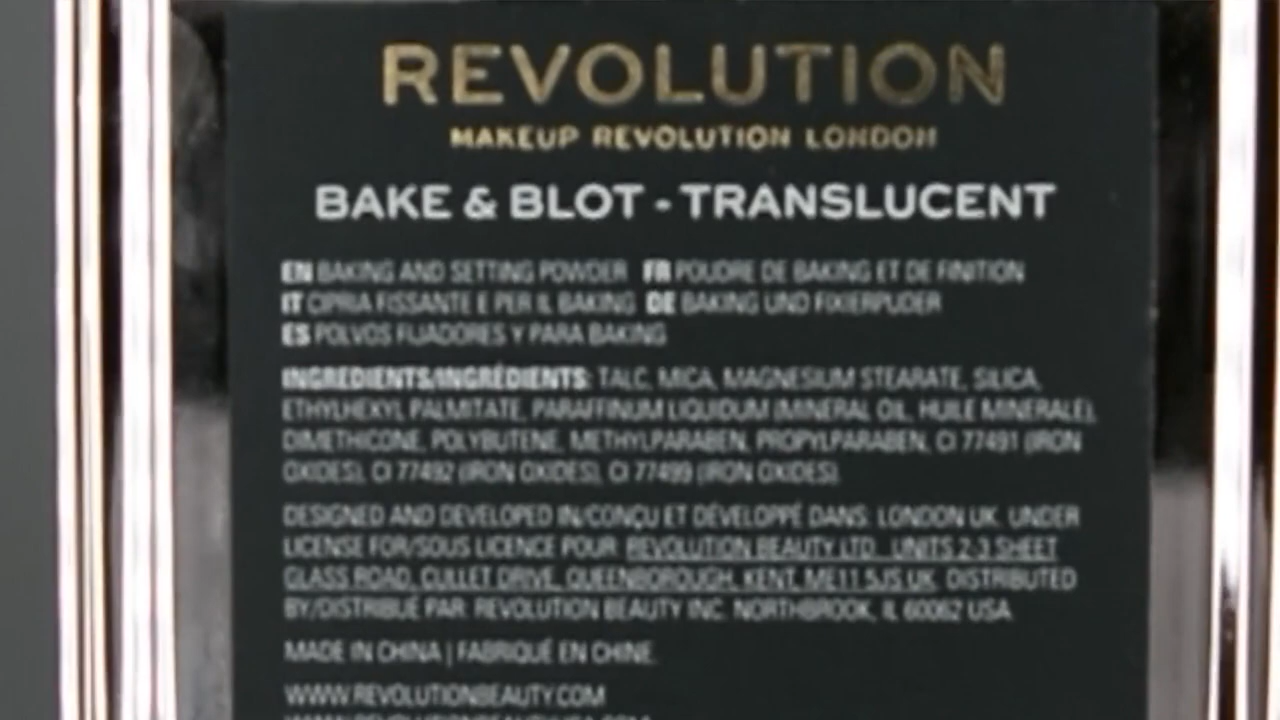 REVOLUTION
MAKEUP REVOLUTION LONDON
BAKE & BLOT - TRANSLUCENT
EN BAKING AND SETTING POWDER FR POUDRE DE BAKING ET DE FINITION
IT CIPRIA FISSANTE E PER IL BAKING DE BAKING UND FIXIERPUDER
ES POLVOS FIJADORES Y PARA BAKING
INGREDIENTS/INGRÉDIENTS: TALC, MICA, MAGNESIUM STEARATE, SILICA,
ETHYLHEXYL PALMITATE, PARAFFINUM LIQUIDUM (MINERAL OIL, HUILE MINERALE),
DIMETHICONE, POLYBUTENE, METHYLPARABEN, PROPYLPARABEN, CI 77491 (IRON
OXIDES), CI 77492 (IRON OXIDES), CI 77499 (IRON OXIDES).
DESIGNED AND DEVELOPED IN/CONÇU ET DÉVELOPPÉ DANS: LONDON UK. UNDER
LICENSE FOR/SOUS LICENCE POUR: REVOLUTION BEAUTY LTD. UNITS 2-3 SHEET
GLASS ROAD, CULLET DRIVE, QUEENBOROUGH, KENT, ME11 5JS UK. DISTRIBUTED
BY/DISTRIBUÉ PAR: REVOLUTION BEAUTY INC. NORTHBROOK, IL 60062 USA.
MADE IN CHINA | FABRIQUÉ EN CHINE.
WWW.REVOLUTIONBEAUTY.COM